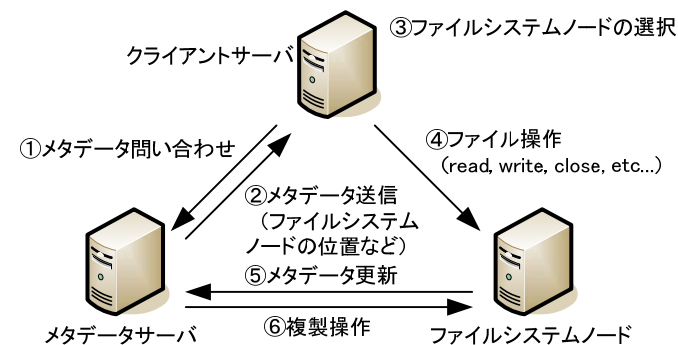 ③ファイルシステムノードの選択
クライアントサーバ
①メタデータ問い合わせ
④ファイル操作
(read, write, close, etc...)
②メタデータ送信
(ファイルシステム
ノードの位置など)
⑤メタデータ更新
⑥複製操作
メタデータサーバ
ファイルシステムノード